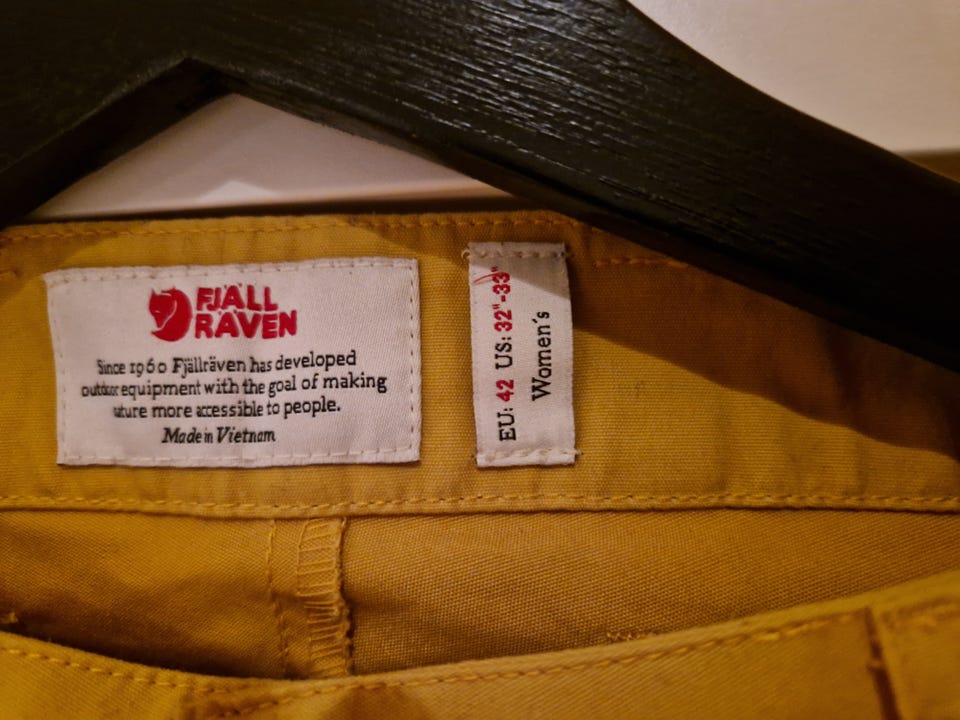 FJÄLL
RÄVEN
Since 1960 Fjällräven has developed
outdoor equipment with the goal of making
ature more accessible to people.
Made in Vietnam
EU: 42 US: 32"-33"
Women's